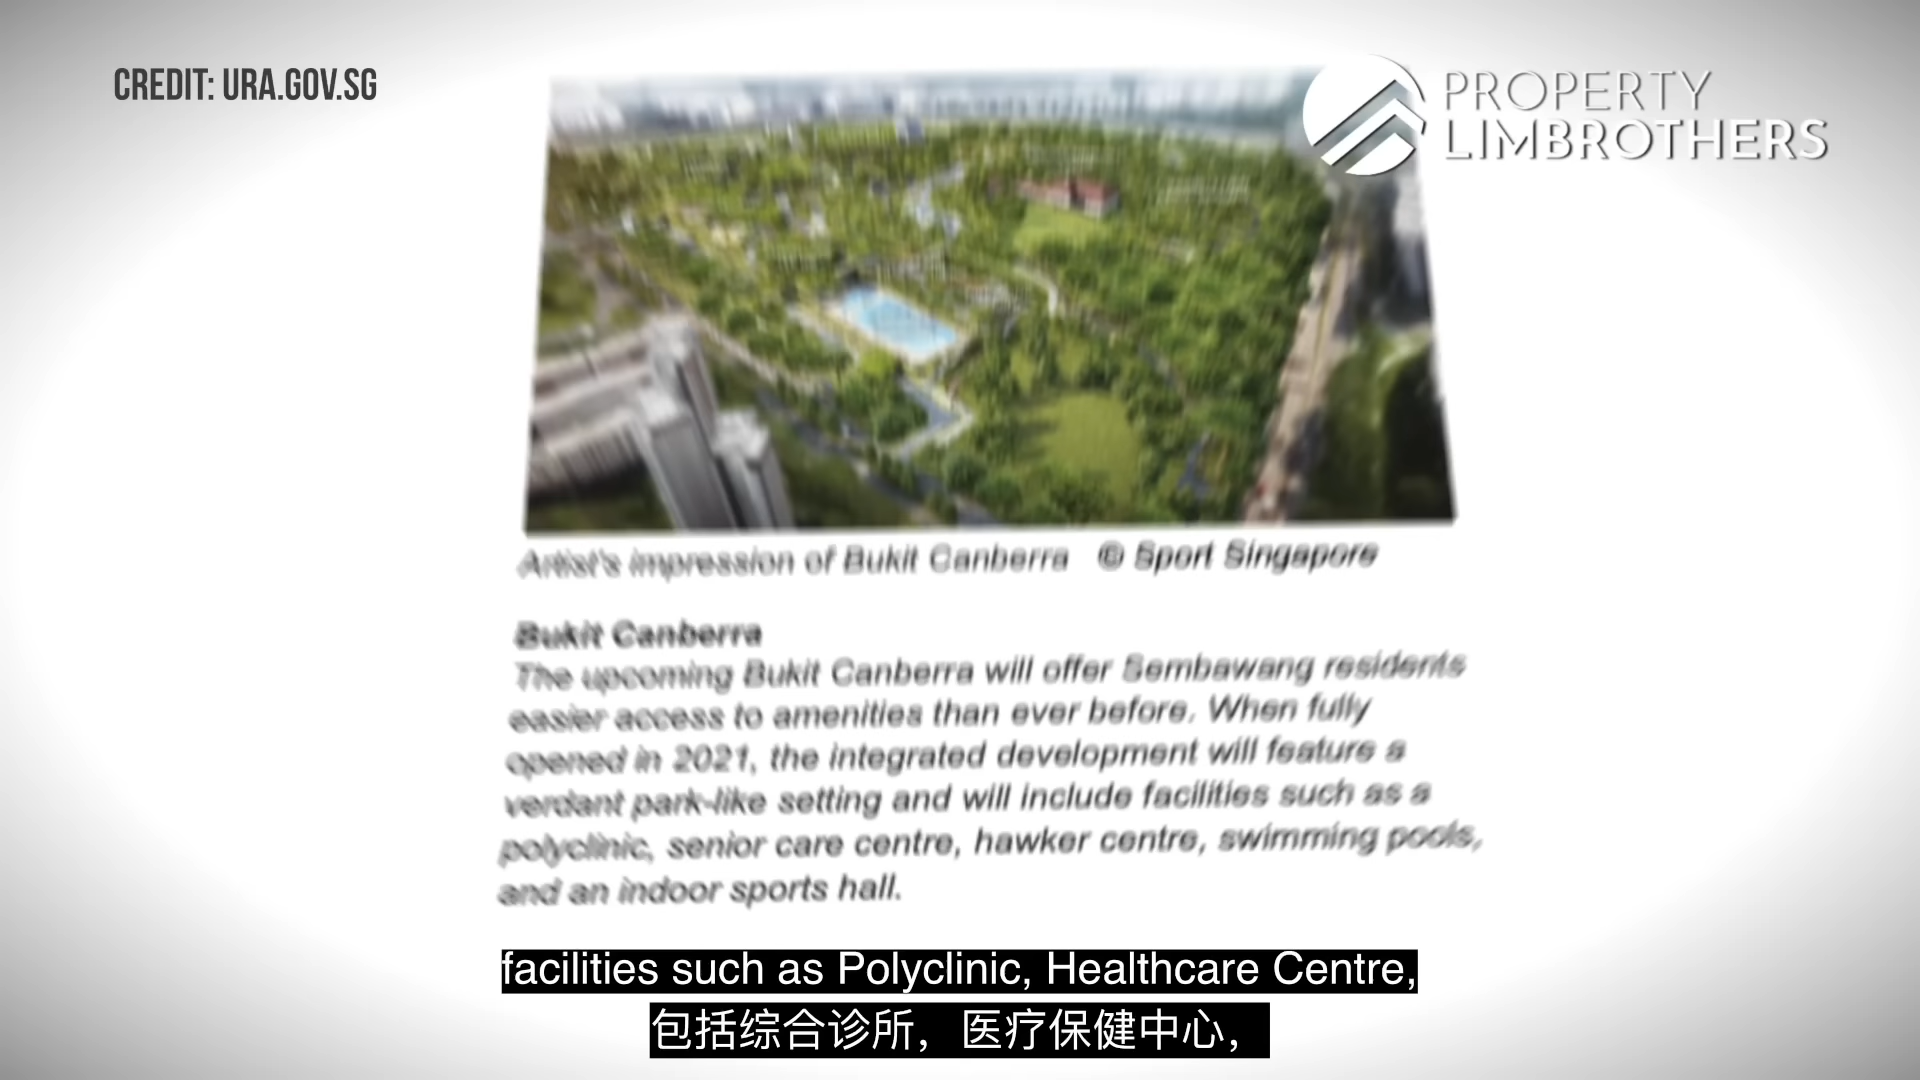 CREDIT: URA.GOV.SG
PROPERTY
LIMBROTHERS
Artist's impression of Bukit Canberra © Sport Singapore
Bukit Canberra
The upcoming Bukit Canberra will offer Sembawang residents
easier access to amenities than ever before. When fully
opened in 2021, the integrated development will feature a
verdant park-like setting and will include facilities such as a
polyclinic, senior care centre, hawker centre, swimming pools,
and an indoor sports hall.
facilities such as Polyclinic, Healthcare Centre,
包括综合诊所，医疗保健中心，